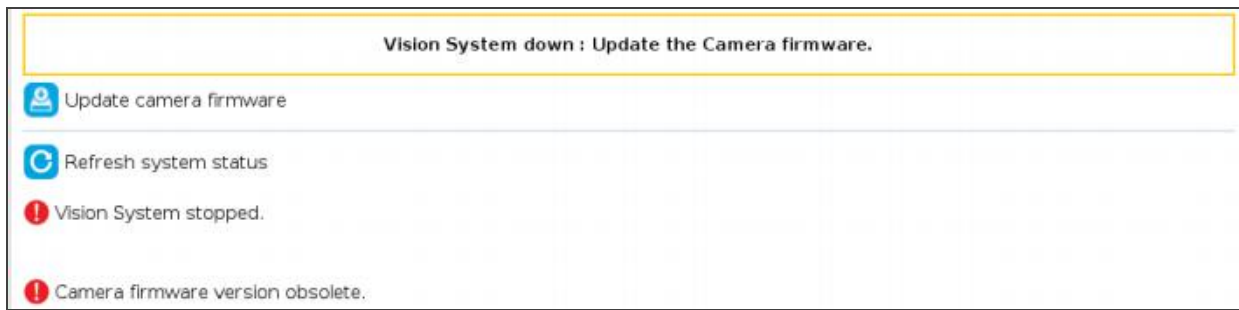 Vision System down : Update the Camera firmware.
Update camera firmware
Refresh system status
Vision System stopped.
Camera firmware version obsolete.